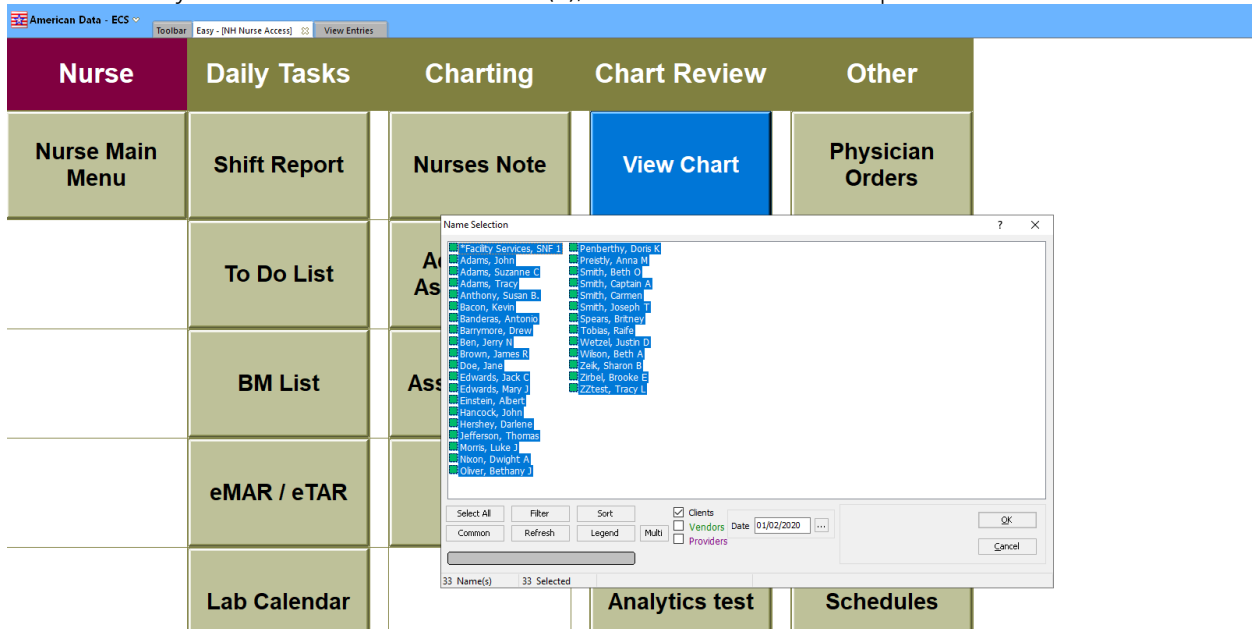 American Data - ECS
Toolbar
Easy - [NH Nurse Access]
View Entries
Nurse
Daily Tasks
Charting
Chart Review
Other
Nurse Main
Menu
Shift Report
Nurses Note
View Chart
Physician
Orders
To Do List
BM List
eMAR / eTAR
Lab Calendar
Analytics test
Schedules
Name Selection
? X
*Facility Services, SNF 1
Adams, John
Adams, Suzanne C
Adams, Tracy
Anthony, Susan B.
Bacon, Kevin
Banderas, Antonio
Barrymore, Drew
Ben, Jerry N
Brown, James R
Doe, Jane
Edwards, Jack C
Edwards, Mary J
Einstein, Albert
Hancock, John
Hershey, Darlene
Jefferson, Thomas
Morris, Luke J
Nixon, Dwight A
Oliver, Bethany J
Penberthy, Doris K
Preistly, Anna M
Smith, Beth O
Smith, Captain A
Smith, Carmen
Smith, Joseph T
Spears, Britney
Tobias, Raife
Wetzel, Justin D
Wilson, Beth A
Zeik, Sharon B
Zirbel, Brooke E
ZZtest, Tracy L
Select All
Filter
Sort
Common
Refresh
Legend
Multi
Clients
Vendors
Providers
Date 01/02/2020 ...
OK
Cancel
33 Name(s)
33 Selected